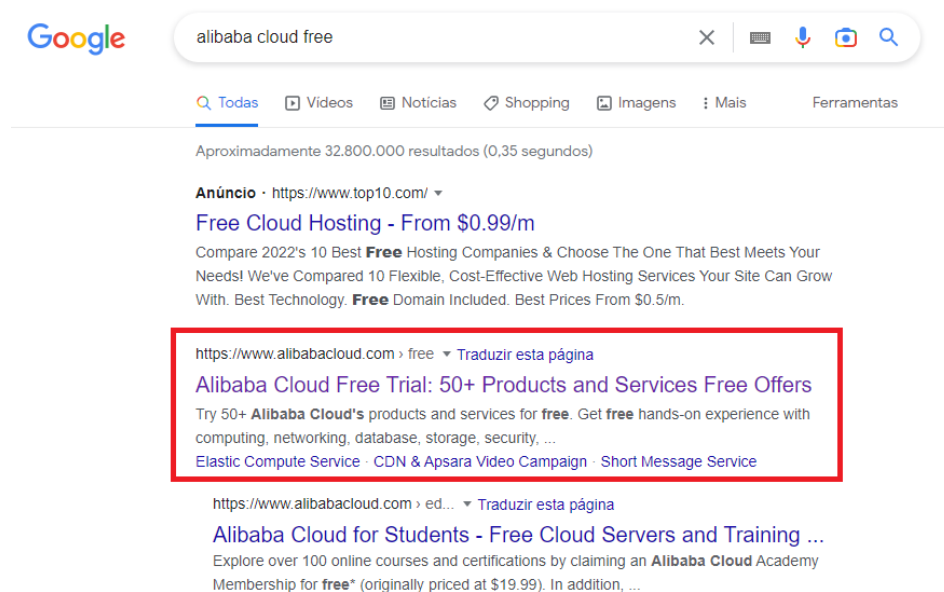 Google
alibaba cloud free
Todas Vídeos Notícias Shopping Imagens Mais Ferramentas
Aproximadamente 32.800.000 resultados (0,35 segundos)
Anúncio · https://www.top10.com/
Free Cloud Hosting - From $0.99/m
Compare 2022's 10 Best Free Hosting Companies & Choose The One That Best Meets Your
Needs! We've Compared 10 Flexible, Cost-Effective Web Hosting Services Your Site Can Grow
With. Best Technology. Free Domain Included. Best Prices From $0.5/m.
https://www.alibabacloud.com › free Traduzir esta página
Alibaba Cloud Free Trial: 50+ Products and Services Free Offers
Try 50+ Alibaba Cloud's products and services for free. Get free hands-on experience with
computing, networking, database, storage, security, ...
Elastic Compute Service · CDN & Apsara Video Campaign · Short Message Service
https://www.alibabacloud.com › ed... Traduzir esta página
Alibaba Cloud for Students - Free Cloud Servers and Training ...
Explore over 100 online courses and certifications by claiming an Alibaba Cloud Academy
Membership for free* (originally priced at $19.99). In addition, ...